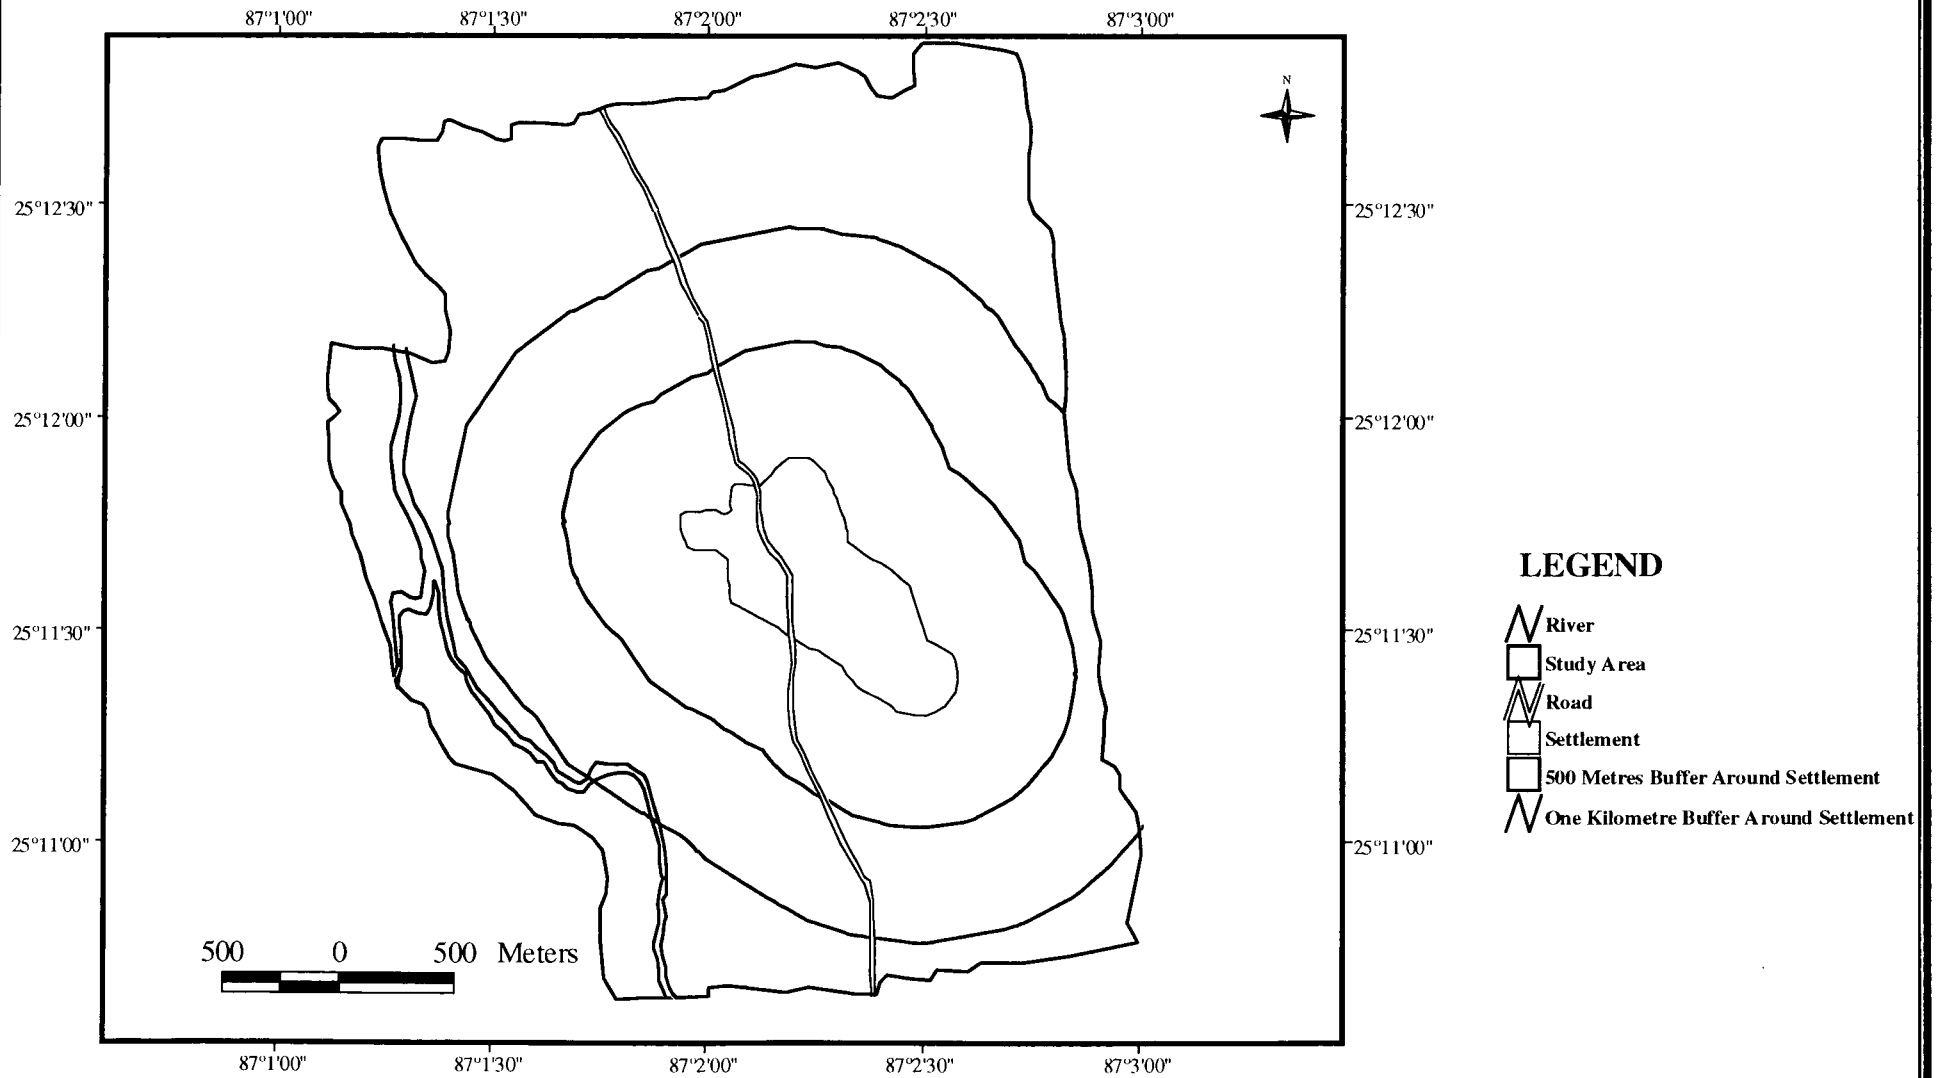 87°1'00" 87°1'30" 87°2'00" 87°2'30" 87°3'00"
N
25°12'30" 25°12'30"
25°12'00" 25°12'00"
25°11'30" 25°11'30"
25°11'00" 25°11'00"
500 0 500 Meters
87°1'00" 87°1'30" 87°2'00" 87°2'30" 87°3'00"
LEGEND
River
Study Area
Road
Settlement
500 Metres Buffer Around Settlement
One Kilometre Buffer Around Settlement